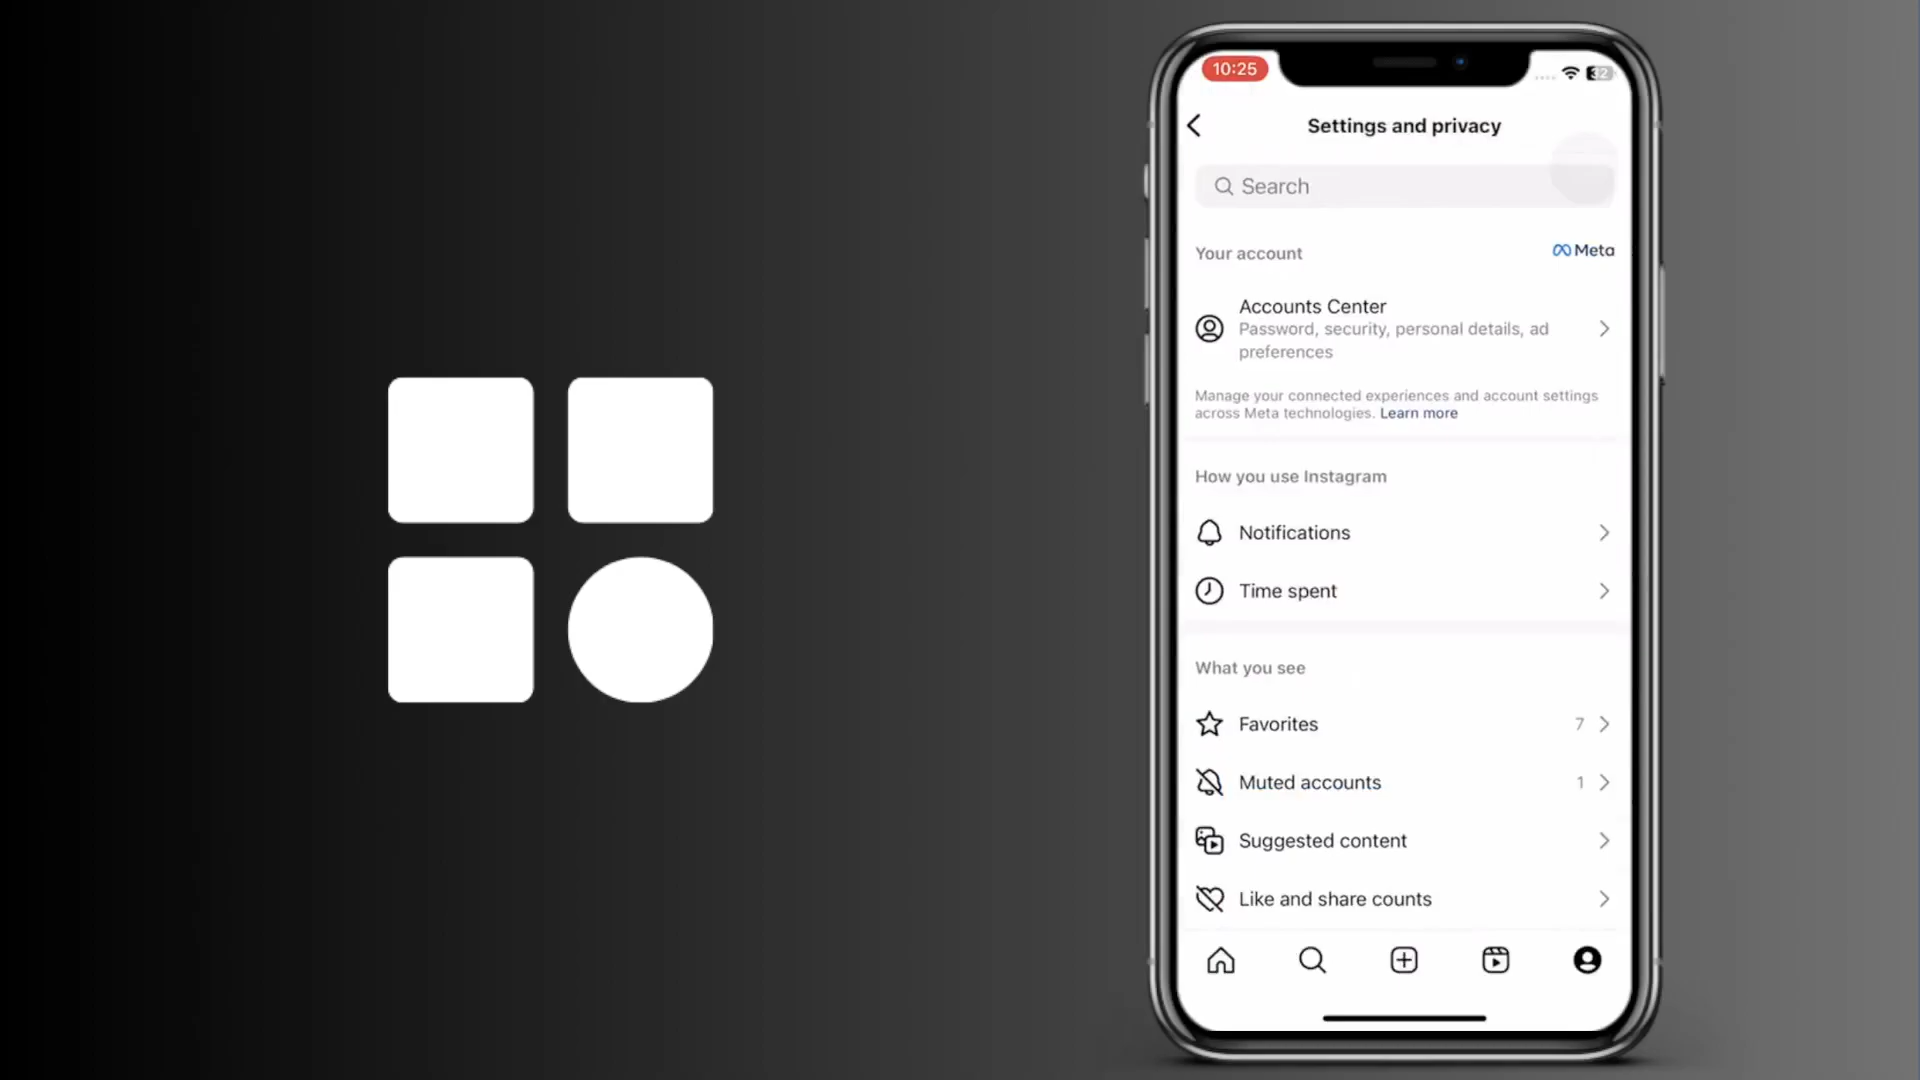 10:25
32
Settings and privacy
Search
Your account
Meta
Accounts Center
Password, security, personal details, ad
preferences
Manage your connected experiences and account settings
across Meta technologies. Learn more
How you use Instagram
Notifications
Time spent
What you see
Favorites 7
Muted accounts 1
Suggested content
Like and share counts